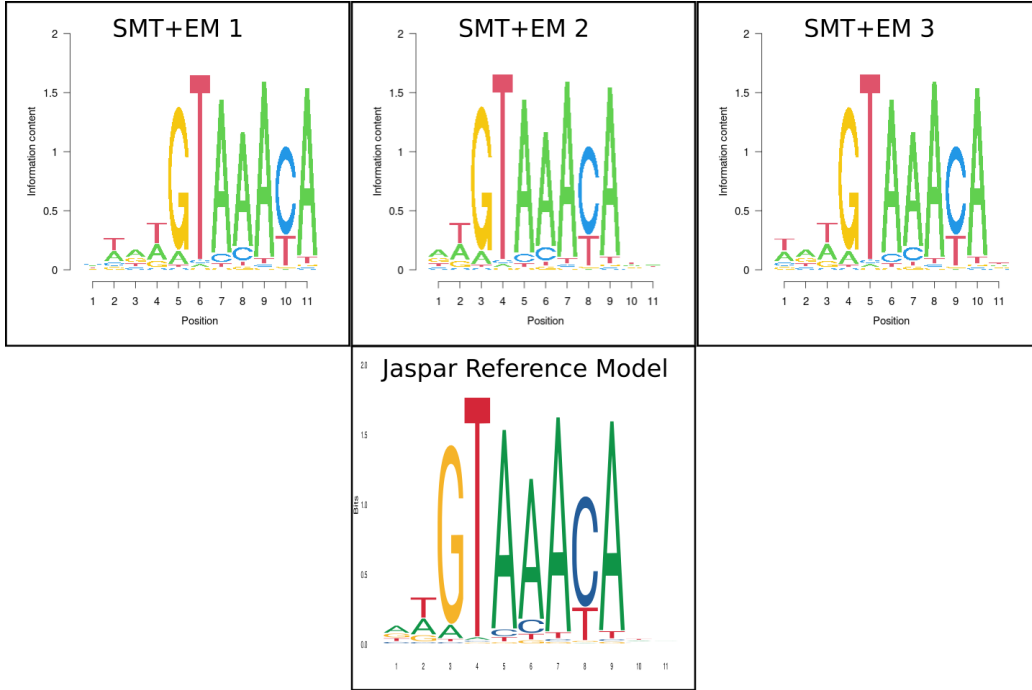 SMT+EM 1
2
1.5
1
0.5
0
Information content
GTAAACA
1 2 3 4 5 6 7 8 9 10 11
Position
SMT+EM 2
2
1.5
1
0.5
0
Information content
GTAAACA
1 2 3 4 5 6 7 8 9 10 11
Position
SMT+EM 3
2
1.5
1
0.5
0
Information content
GTAAACA
1 2 3 4 5 6 7 8 9 10 11
Position
Jaspar Reference Model
2.0
1.5
1.0
0.5
0.0
Bits
GTAAACA
1 2 3 4 5 6 7 8 9 10 11